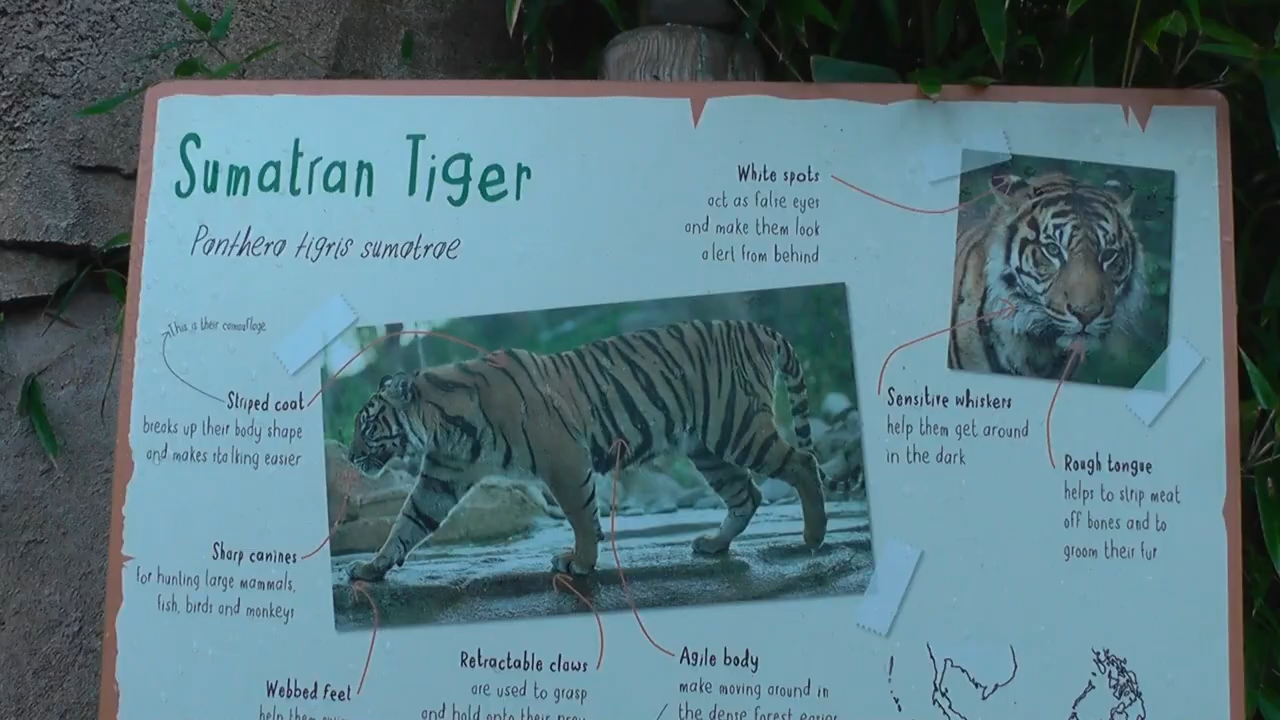 Sumatran Tiger
Panthera tigris sumatrae
White spots
act as false eyes
and make them look
alert from behind
This is their camouflage
Striped coat
breaks up their body shape
and makes stalking easier
Sensitive whiskers
help them get around
in the dark
Rough tongue
helps to strip meat
off bones and to
groom their fur
Sharp canines
for hunting large mammals,
fish, birds and monkeys
Webbed feet
help them
Retractable claws
are used to grasp
and hold onto their prey
Agile body
make moving around in
the dense forest easier